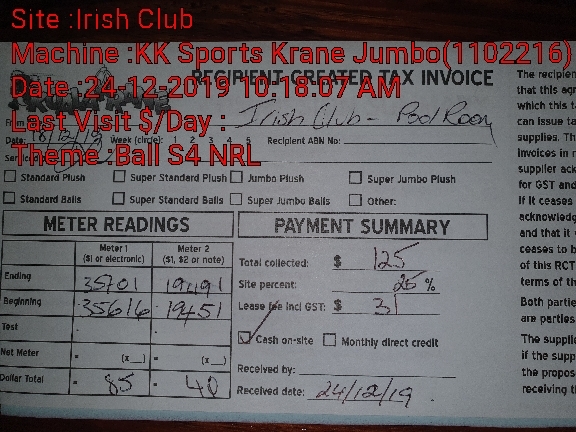 Site :Irish Club
Machine :KK Sports Krane Jumbo(1102216)
RECIPIENT CREATED TAX INVOICE
Date :24-12-2019 10:18:07 AM
Last Visit $/Day :
Irish Club - Pool Room
Date: Week (circle): 1 2 3 4 5 Recipient ABN No:
Theme :Ball S4 NRL
Standard Plush Super Standard Plush Jumbo Plush Super Jumbo Plush
Standard Balls Super Standard Balls Super Jumbo Balls Other:
METER READINGS
Meter 1 ($1 or electronic) Meter 2 ($1, $2 or note)
Ending 35701 19491
Beginning 35616 19451
Test
Net Meter (x__) (x__)
Dollar Total 85 40
PAYMENT SUMMARY
Total collected: $ 125
Site percent: 25 %
Lease fee incl GST: $ 31
Cash on-site Monthly direct credit
Received by:
Received date: 24/12/19
The recipien
that this agr
which this t
can issue ta
supplies. Th
invoices in r
supplier ack
for GST and
if it ceases
acknowledg
and that it
ceases to b
of this RCT
terms of th
Both partie
are parties
The supplie
if the supp
the propos
receiving th